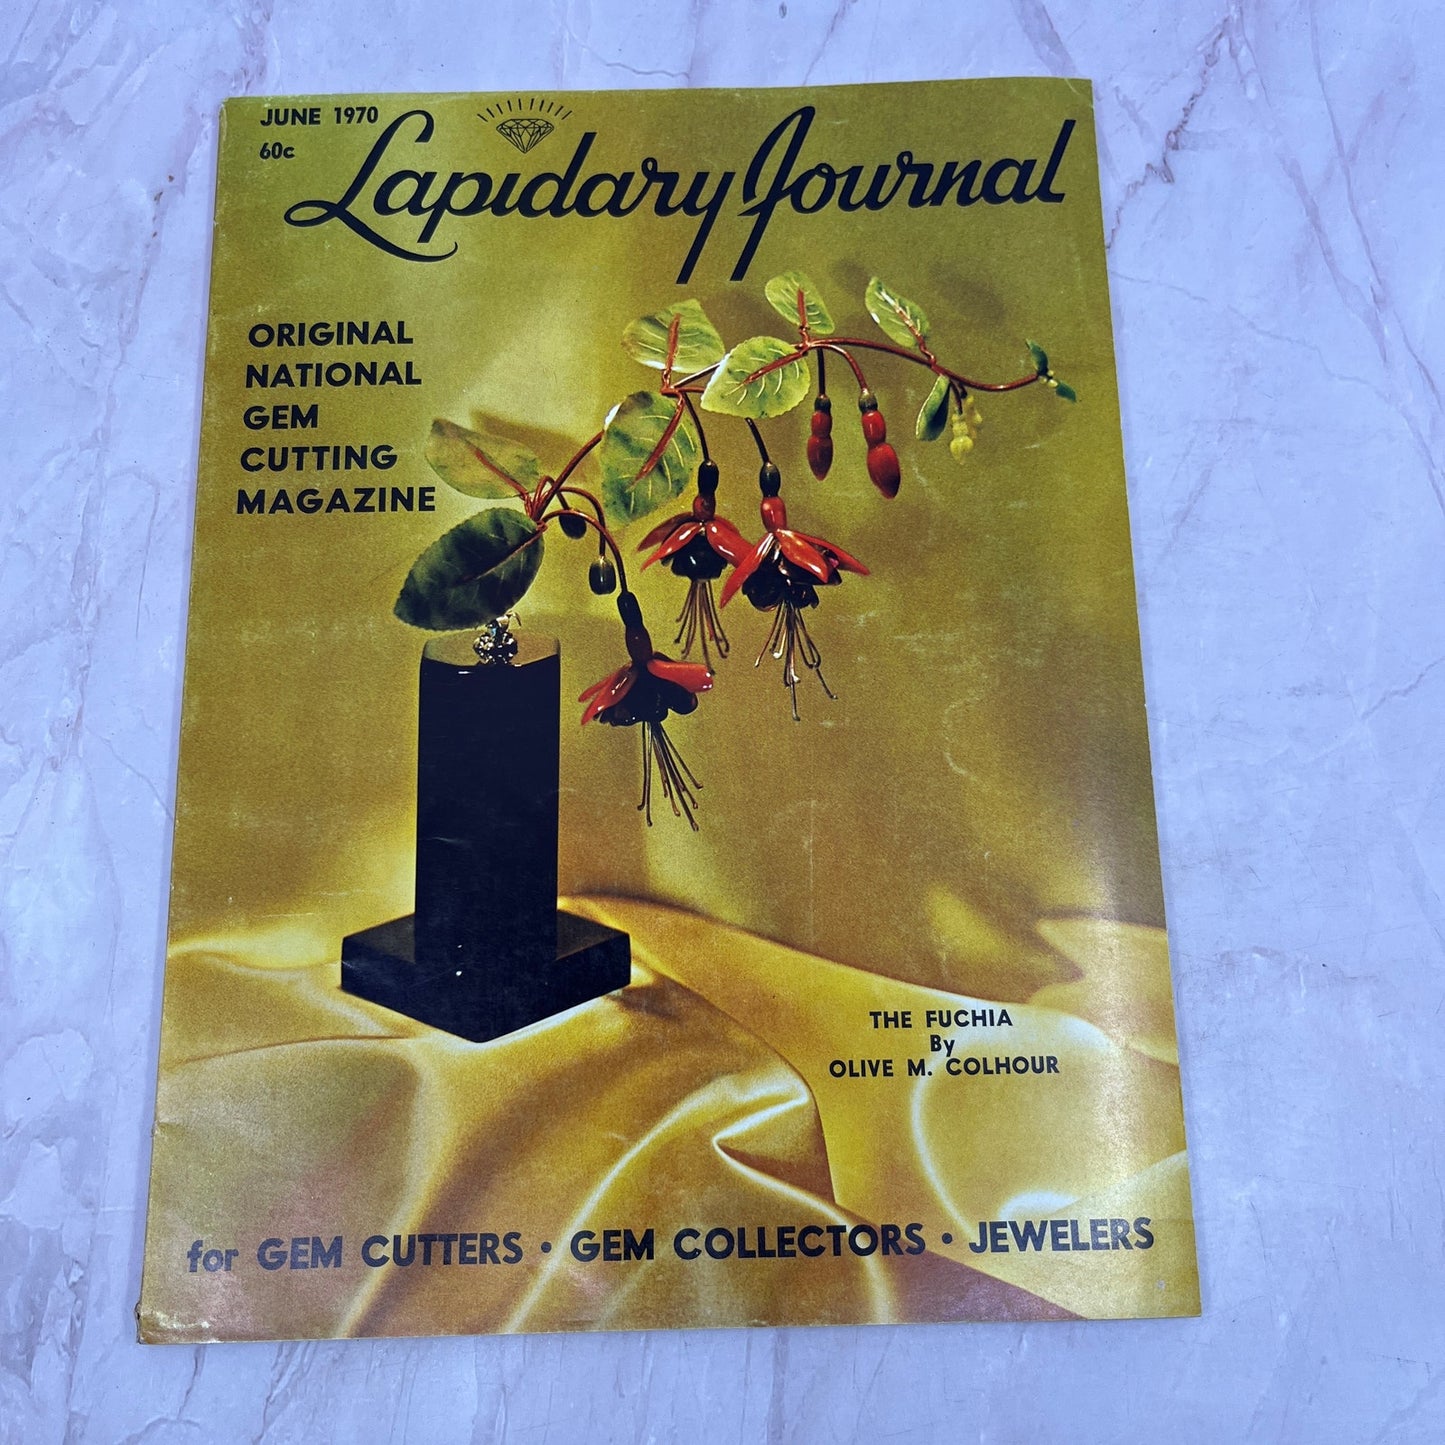 JUNE 1970
60c
Lapidary Journal
ORIGINAL
NATIONAL
GEM
CUTTING
MAGAZINE
THE FUCHIA
By
OLIVE M. COLHOUR
for GEM CUTTERS • GEM COLLECTORS • JEWELERS